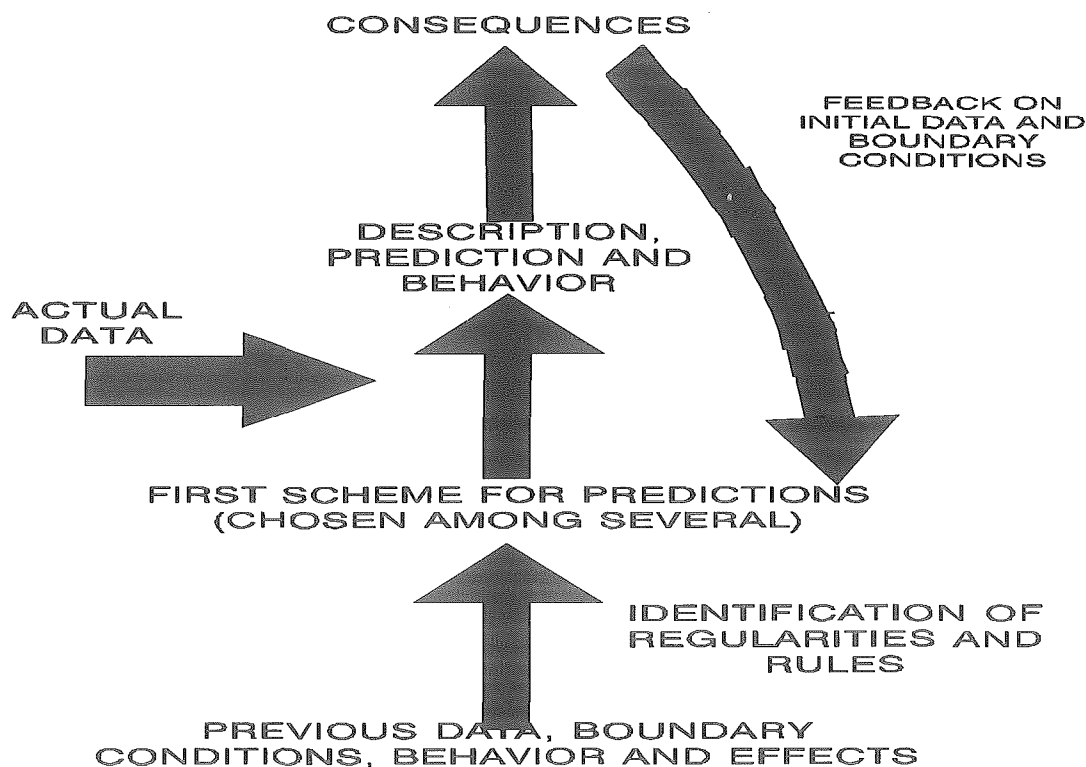 CONSEQUENCES
FEEDBACK ON
INITIAL DATA AND
BOUNDARY
CONDITIONS
DESCRIPTION,
PREDICTION AND
BEHAVIOR
ACTUAL
DATA
FIRST SCHEME FOR PREDICTIONS
(CHOSEN AMONG SEVERAL)
IDENTIFICATION OF
REGULARITIES AND
RULES
PREVIOUS DATA, BOUNDARY
CONDITIONS, BEHAVIOR AND EFFECTS